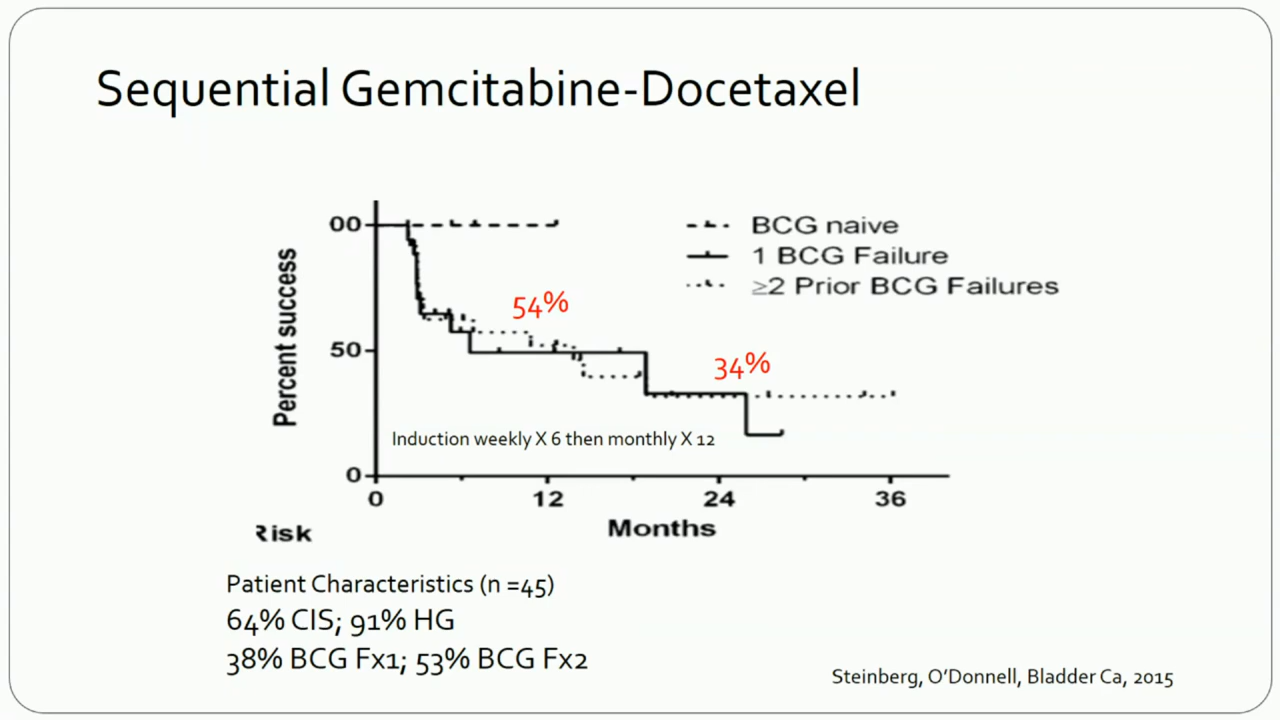 Sequential Gemcitabine-Docetaxel
00
BCG naive
1 BCG Failure
≥2 Prior BCG Failures
54%
50
34%
Percent success
Induction weekly X 6 then monthly X 12
0
0 12 24 36
Months
Risk
Patient Characteristics (n =45)
64% CIS; 91% HG
38% BCG Fx1; 53% BCG Fx2
Steinberg, O'Donnell, Bladder Ca, 2015